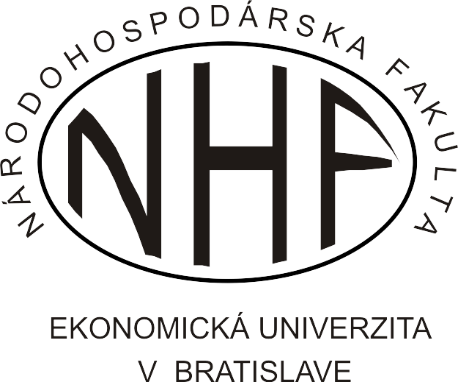 NÁRODOHOSPODÁRSKA FAKULTA
NHF
EKONOMICKÁ UNIVERZITA
V BRATISLAVE